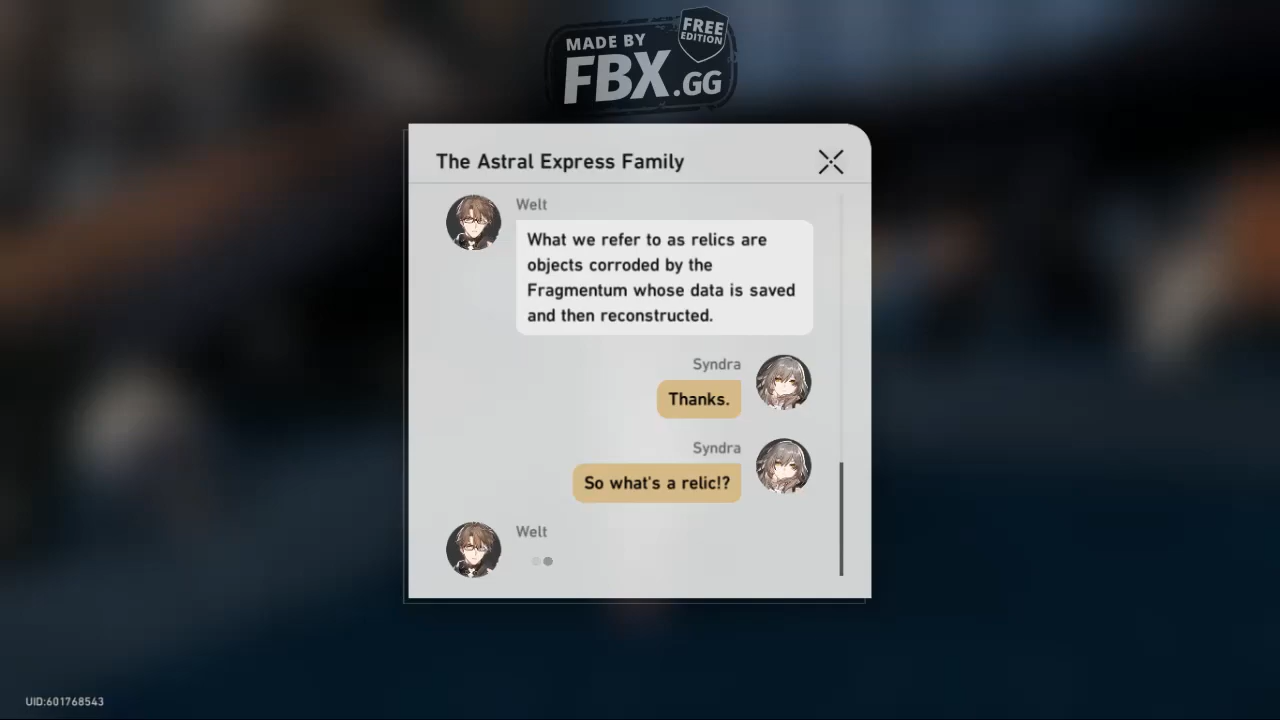 MADE BY
FREE
EDITION
FBX.GG
The Astral Express Family
Welt
What we refer to as relics are
objects corroded by the
Fragmentum whose data is saved
and then reconstructed.
Syndra
Thanks.
Syndra
So what's a relic!?
Welt
UID:601768543